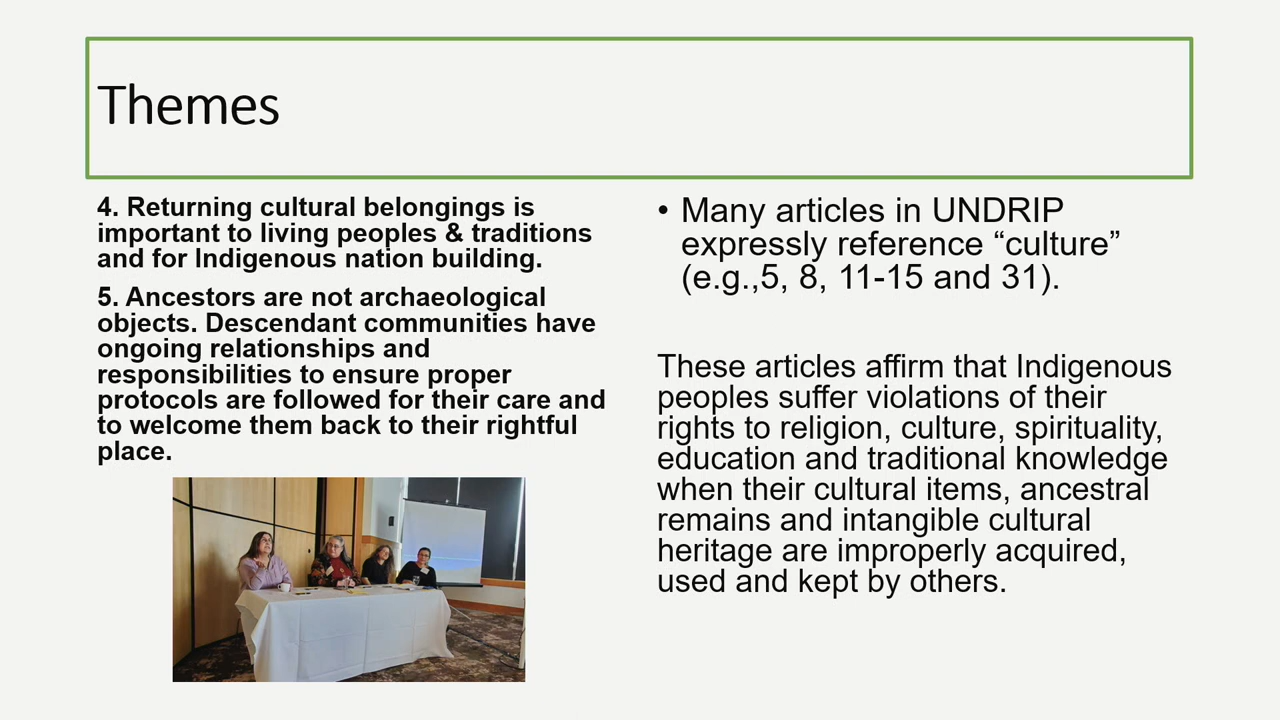 Themes
4. Returning cultural belongings is
important to living peoples & traditions
and for Indigenous nation building.
5. Ancestors are not archaeological
objects. Descendant communities have
ongoing relationships and
responsibilities to ensure proper
protocols are followed for their care and
to welcome them back to their rightful
place.
• Many articles in UNDRIP
expressly reference “culture”
(e.g.,5, 8, 11-15 and 31).
These articles affirm that Indigenous
peoples suffer violations of their
rights to religion, culture, spirituality,
education and traditional knowledge
when their cultural items, ancestral
remains and intangible cultural
heritage are improperly acquired,
used and kept by others.